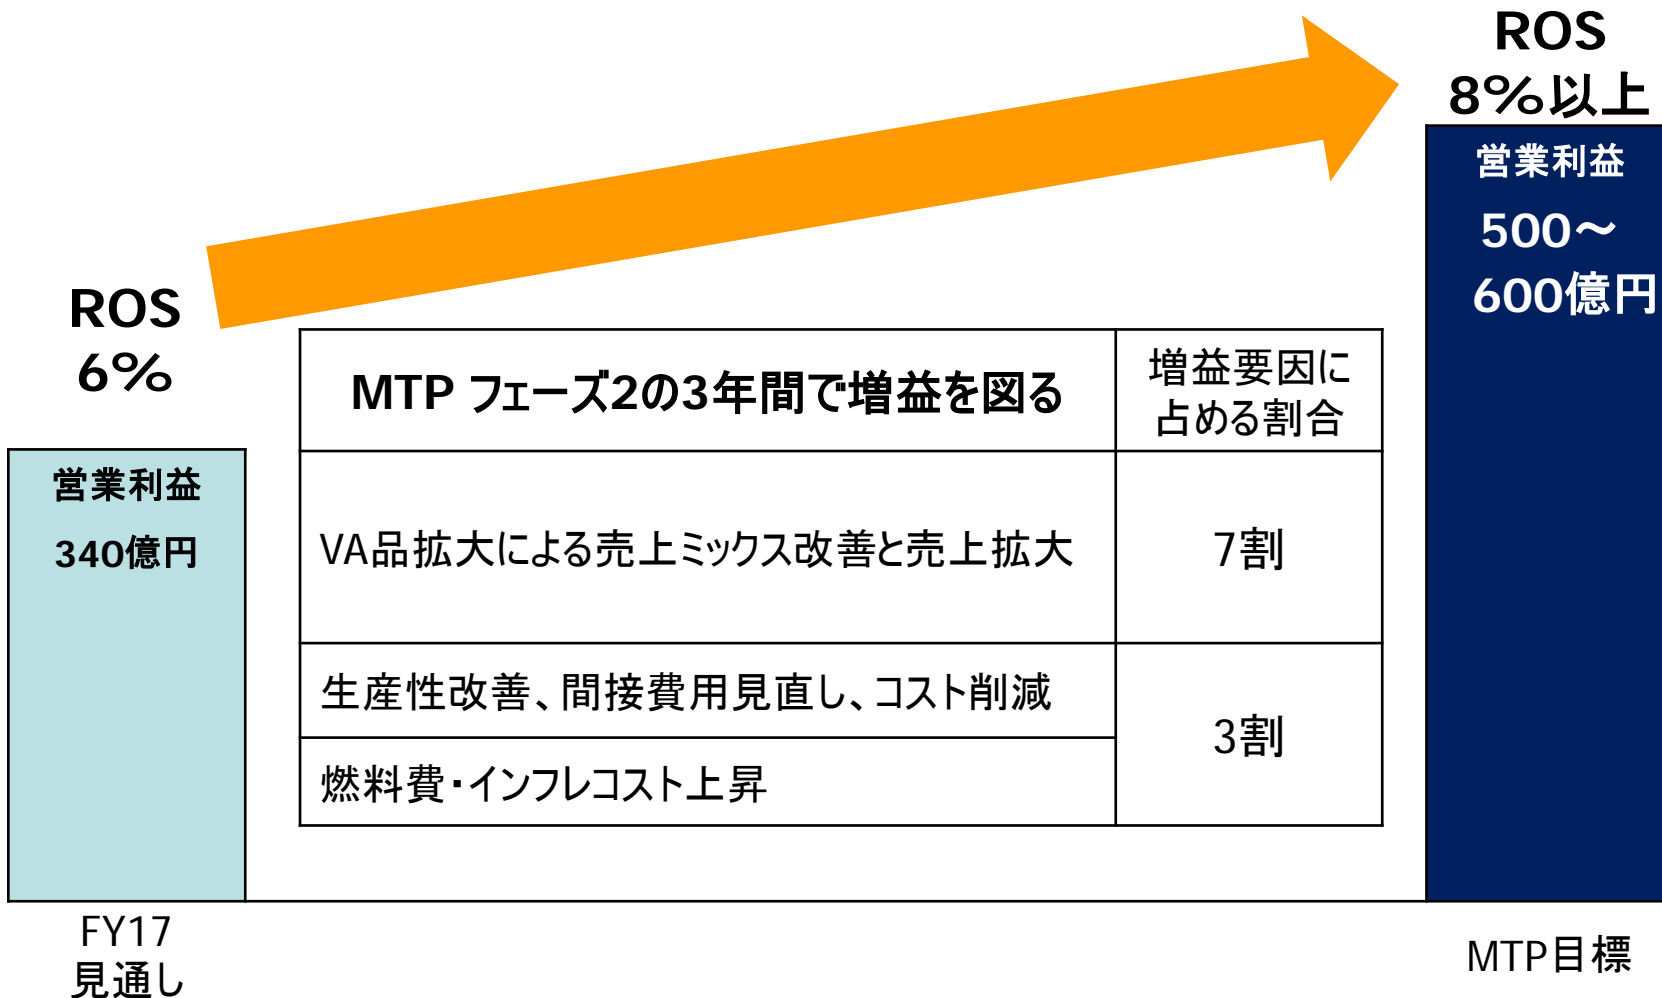 ROS
8%以上
営業利益
500～
600億円
ROS
6%
営業利益
340億円
MTP フェーズ2の3年間で増益を図る
増益要因に
占める割合
VA品拡大による売上ミックス改善と売上拡大
7割
生産性改善、間接費用見直し、コスト削減
3割
燃料費・インフレコスト上昇
FY17
見通し
MTP目標